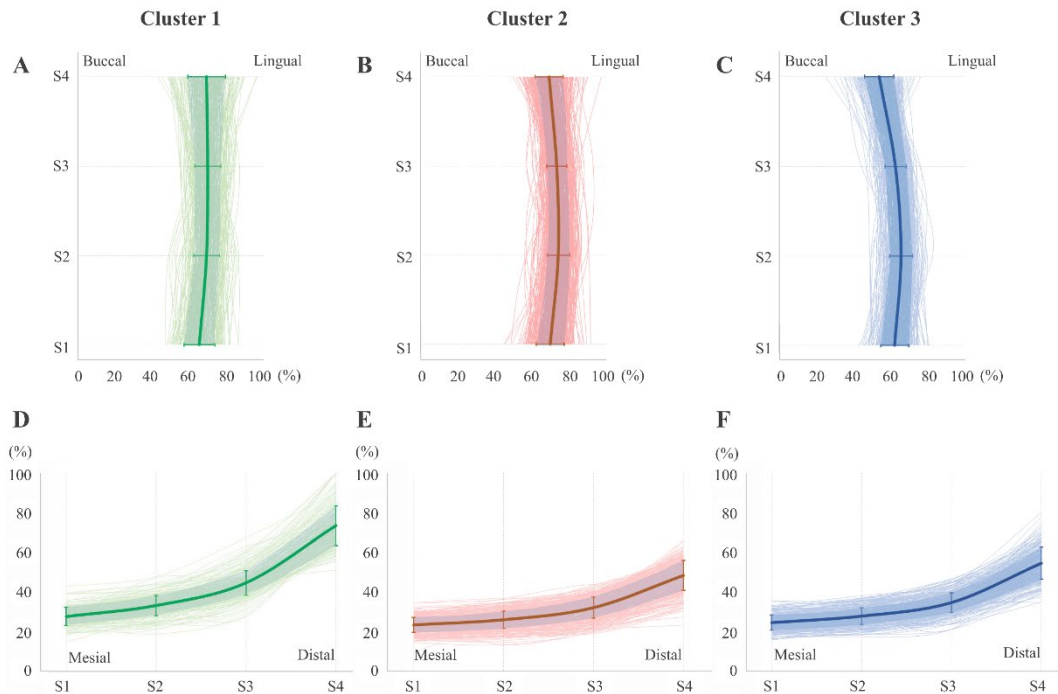 Cluster 1 Cluster 2 Cluster 3
A Buccal Lingual B Buccal Lingual C Buccal Lingual
S4 S4 S4
S3 S3 S3
S2 S2 S2
S1 S1 S1
0 20 40 60 80 100 (%) 0 20 40 60 80 100 (%) 0 20 40 60 80 100 (%)
D E F
(%) (%) (%)
100 100 100
80 80 80
60 60 60
40 40 40
20 20 20
Mesial Distal Mesial Distal Mesial Distal
0 0 0
S1 S2 S3 S4 S1 S2 S3 S4 S1 S2 S3 S4